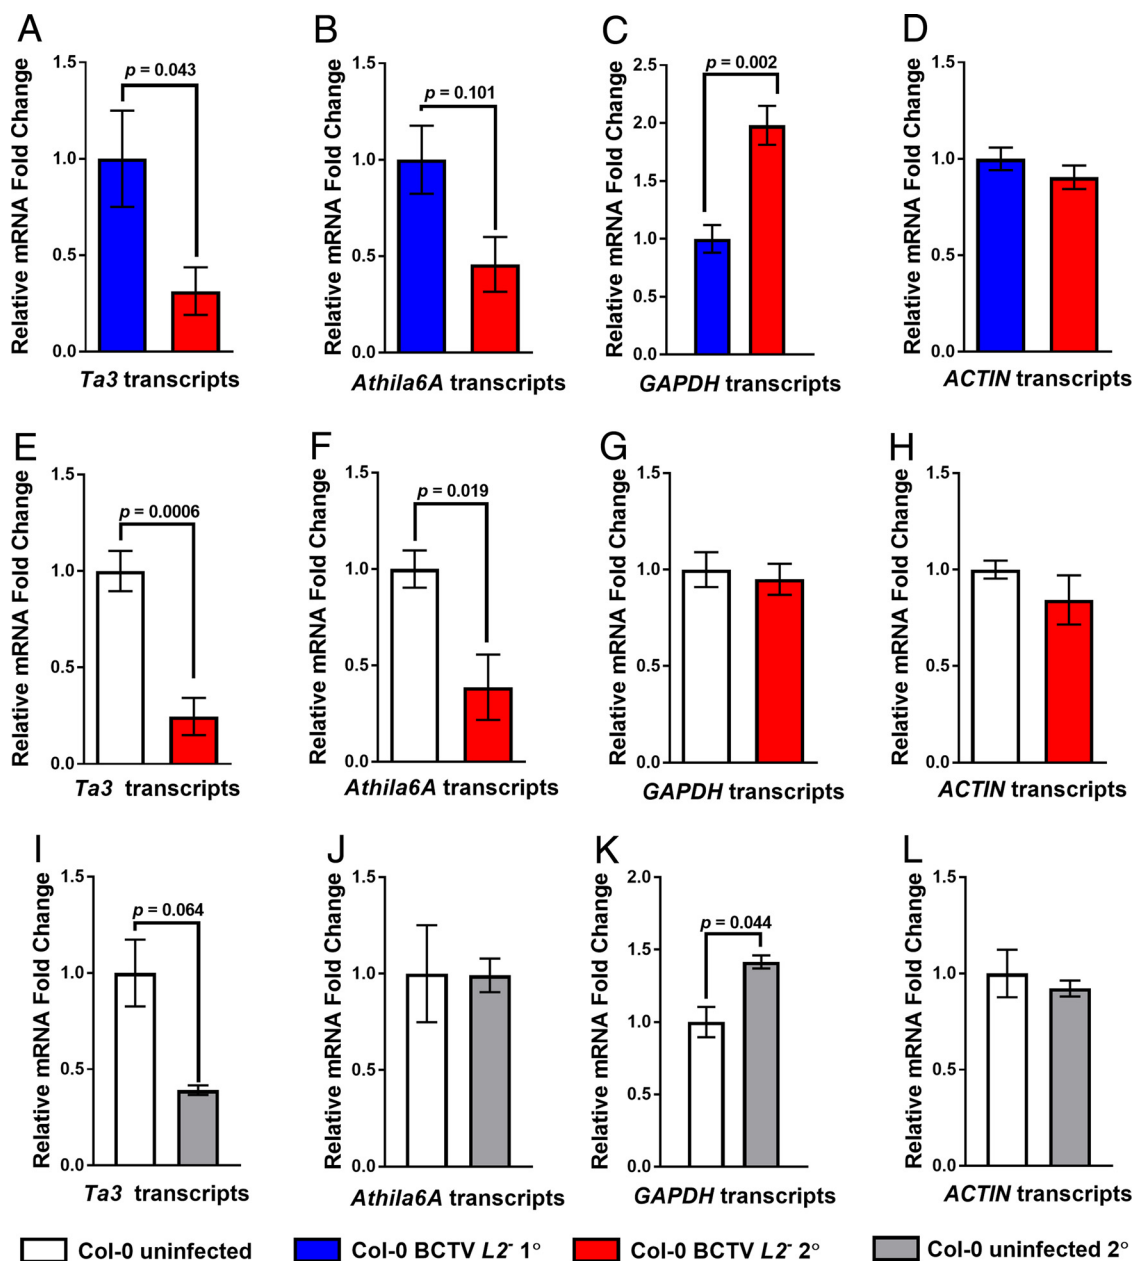 A
B
C
D
Relative mRNA Fold Change
1.5
1.0
0.5
0.0
p = 0.043
Ta3 transcripts
Relative mRNA Fold Change
1.5
1.0
0.5
0.0
p = 0.101
Athila6A transcripts
Relative mRNA Fold Change
2.5
2.0
1.5
1.0
0.5
0.0
p = 0.002
GAPDH transcripts
Relative mRNA Fold Change
1.5
1.0
0.5
0.0
ACTIN transcripts
E
F
G
H
Relative mRNA Fold Change
1.5
1.0
0.5
0.0
p = 0.0006
Ta3 transcripts
Relative mRNA Fold Change
1.5
1.0
0.5
0.0
p = 0.019
Athila6A transcripts
Relative mRNA Fold Change
1.5
1.0
0.5
0.0
GAPDH transcripts
Relative mRNA Fold Change
1.5
1.0
0.5
0.0
ACTIN transcripts
I
J
K
L
Relative mRNA Fold Change
1.5
1.0
0.5
0.0
p = 0.064
Ta3 transcripts
Relative mRNA Fold Change
1.5
1.0
0.5
0.0
Athila6A transcripts
Relative mRNA Fold Change
2.0
1.5
1.0
0.5
0.0
p = 0.044
GAPDH transcripts
Relative mRNA Fold Change
1.5
1.0
0.5
0.0
ACTIN transcripts
Col-0 uninfected
Col-0 BCTV L2⁻ 1°
Col-0 BCTV L2⁻ 2°
Col-0 uninfected 2°